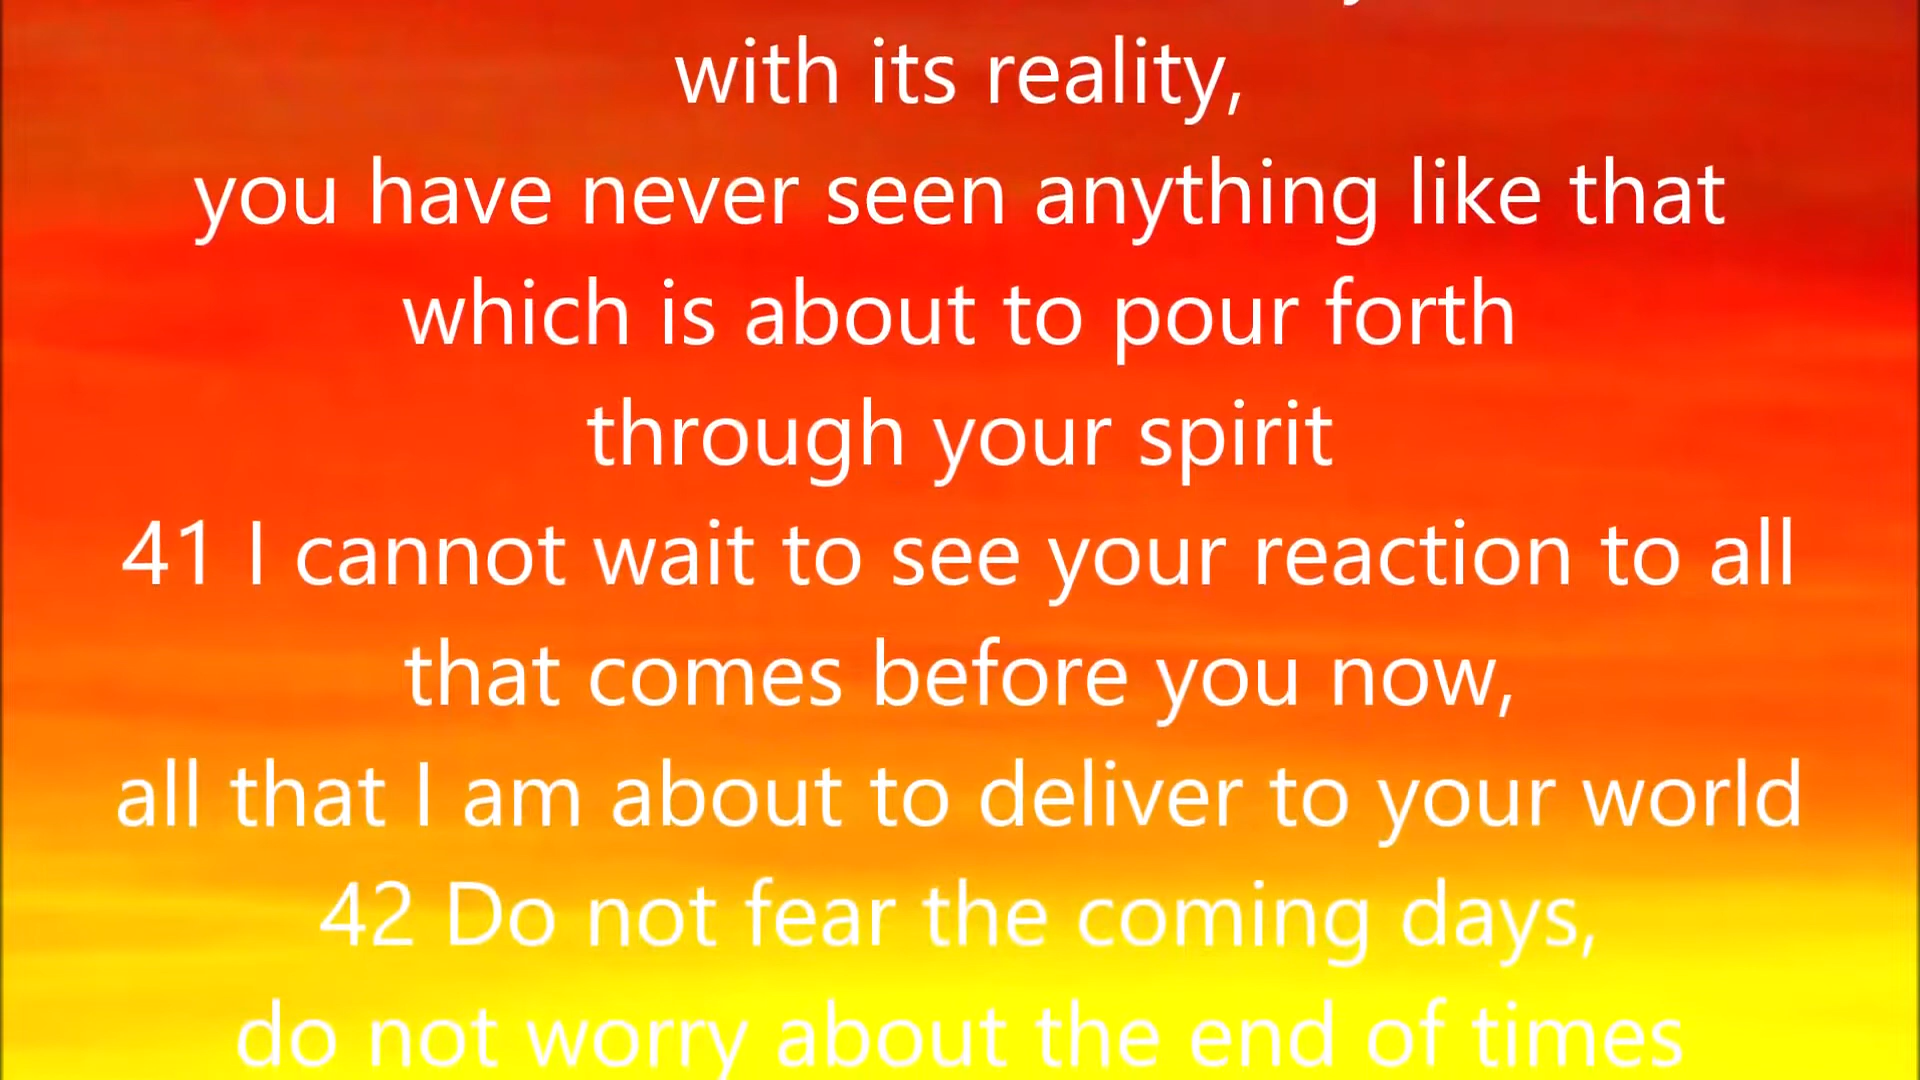 with its reality,
you have never seen anything like that
which is about to pour forth
through your spirit
41 I cannot wait to see your reaction to all
that comes before you now,
all that I am about to deliver to your world
42 Do not fear the coming days,
do not worry about the end of times